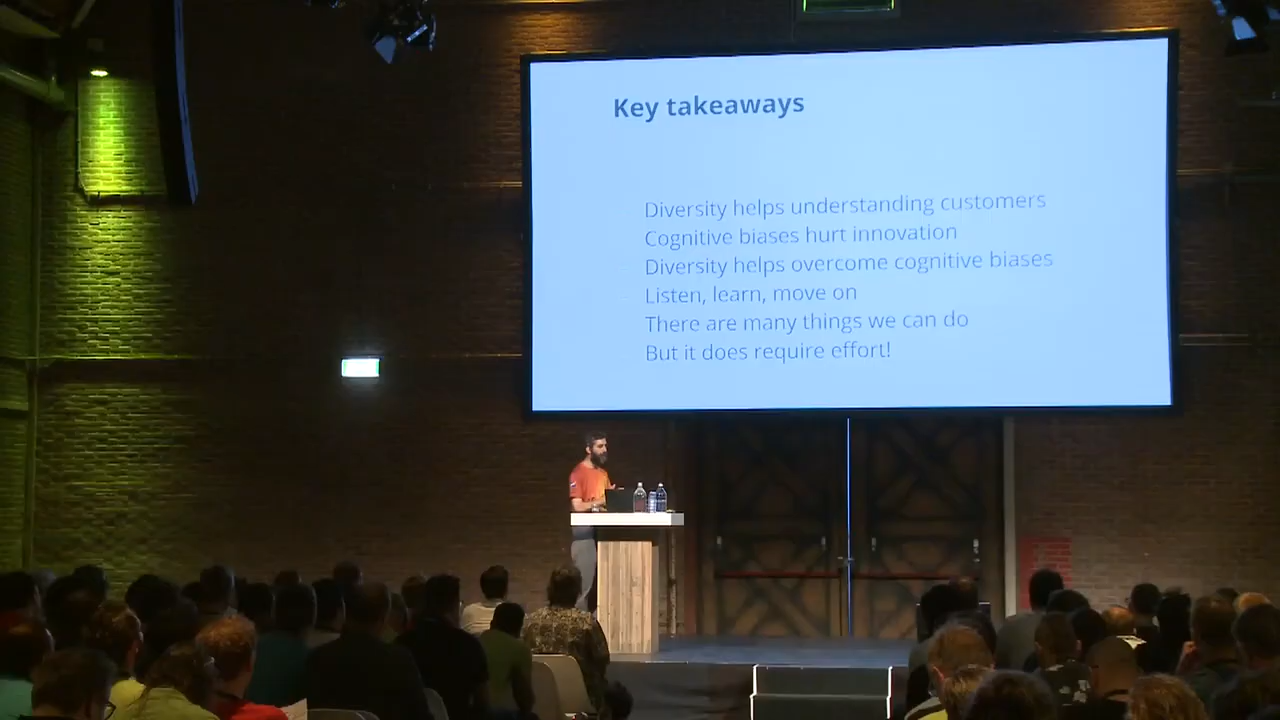 Key takeaways
Diversity helps understanding customers
Cognitive biases hurt innovation
Diversity helps overcome cognitive biases
Listen, learn, move on
There are many things we can do
But it does require effort!